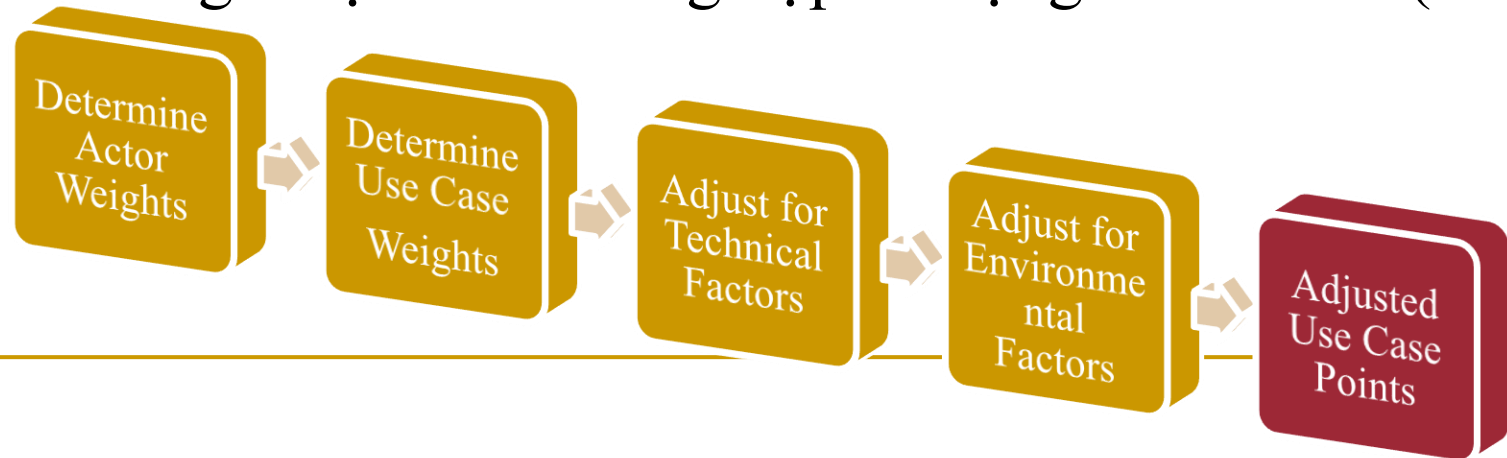 Determine
Actor
Weights
Determine
Use Case
Weights
Adjust for
Technical
Factors
Adjust for
Environme
ntal
Factors
Adjusted
Use Case
Points